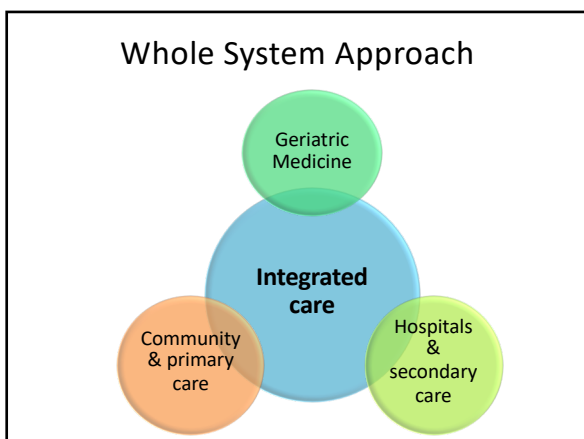 Whole System Approach
Geriatric
Medicine
Integrated
care
Community
& primary
care
Hospitals
&
secondary
care